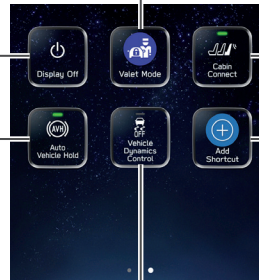 Display Off
Valet Mode
Cabin
Connect
AVH
Auto
Vehicle Hold
OFF
Vehicle
Dynamics
Control
Add
Shortcut